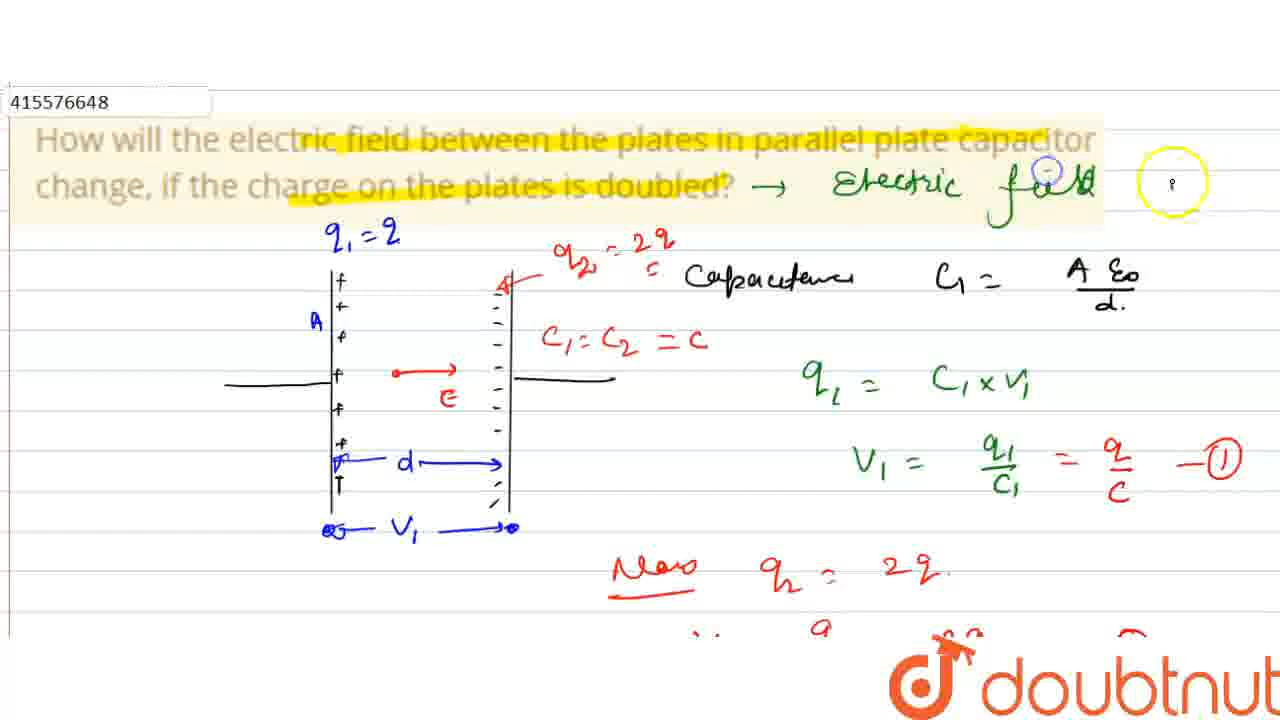 415576648
How will the electric field between the plates in parallel plate capacitor
change, if the charge on the plates is doubled? → Electric field
q₁ = q
q₂ = 2q
Capacitance C₁ = A ε₀ / d.
A
C₁ = C₂ = C
E
q₁ = C₁ × V₁
d
V₁ = q₁ / C₁ = q / C — ①
V₁
Now q₂ = 2q.
doubtnut